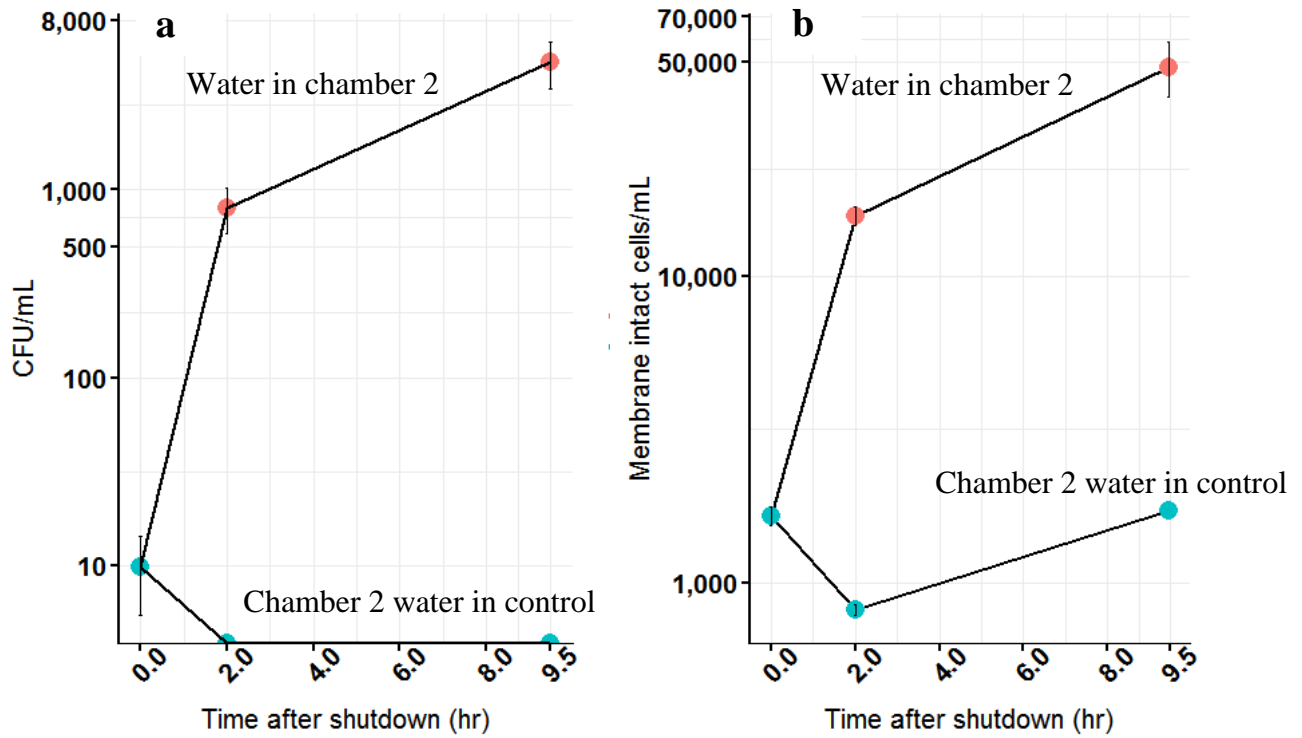 a
8,000
1,000
500
100
10
CFU/mL
Water in chamber 2
Chamber 2 water in control
0.0
2.0
4.0
6.0
8.0
9.5
Time after shutdown (hr)
b
70,000
50,000
10,000
1,000
Membrane intact cells/mL
Water in chamber 2
Chamber 2 water in control
0.0
2.0
4.0
6.0
8.0
9.5
Time after shutdown (hr)